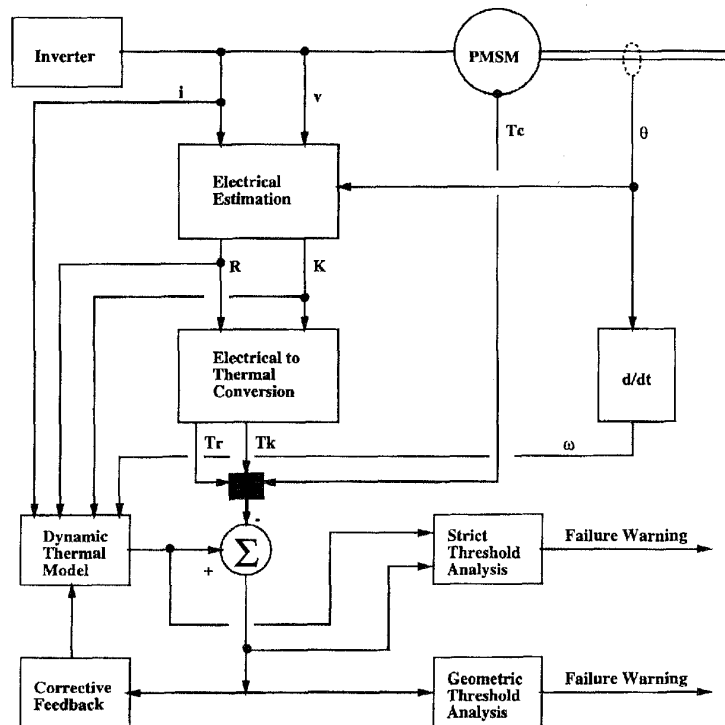 Inverter
PMSM
i
v
Tc
θ
Electrical
Estimation
R
K
Electrical to
Thermal
Conversion
d/dt
Tr
Tk
ω
-
Dynamic
Thermal
Model
+
Σ
Strict
Threshold
Analysis
Failure Warning
Corrective
Feedback
Geometric
Threshold
Analysis
Failure Warning